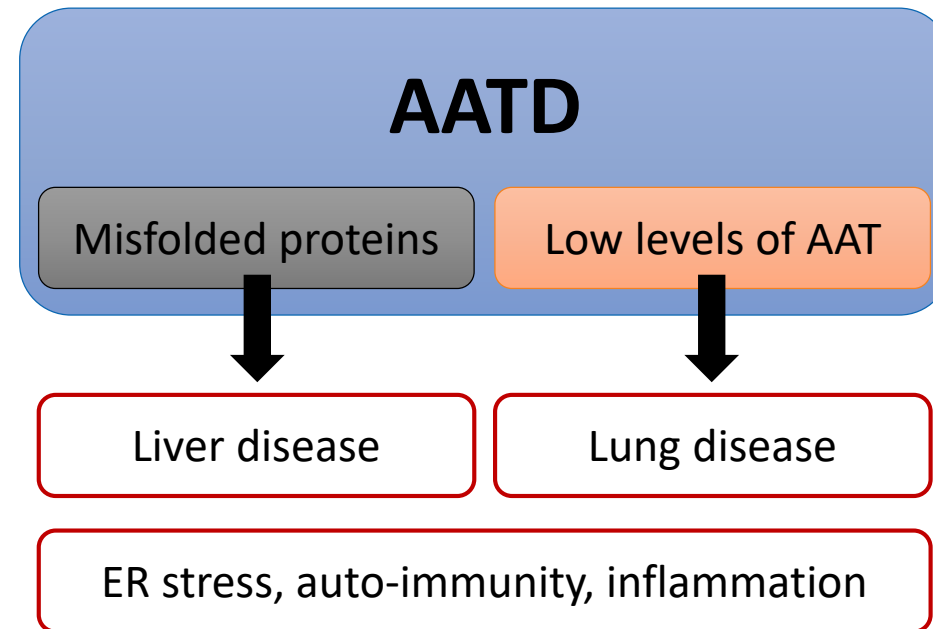 AATD
Misfolded proteins
Low levels of AAT
Liver disease
Lung disease
ER stress, auto-immunity, inflammation